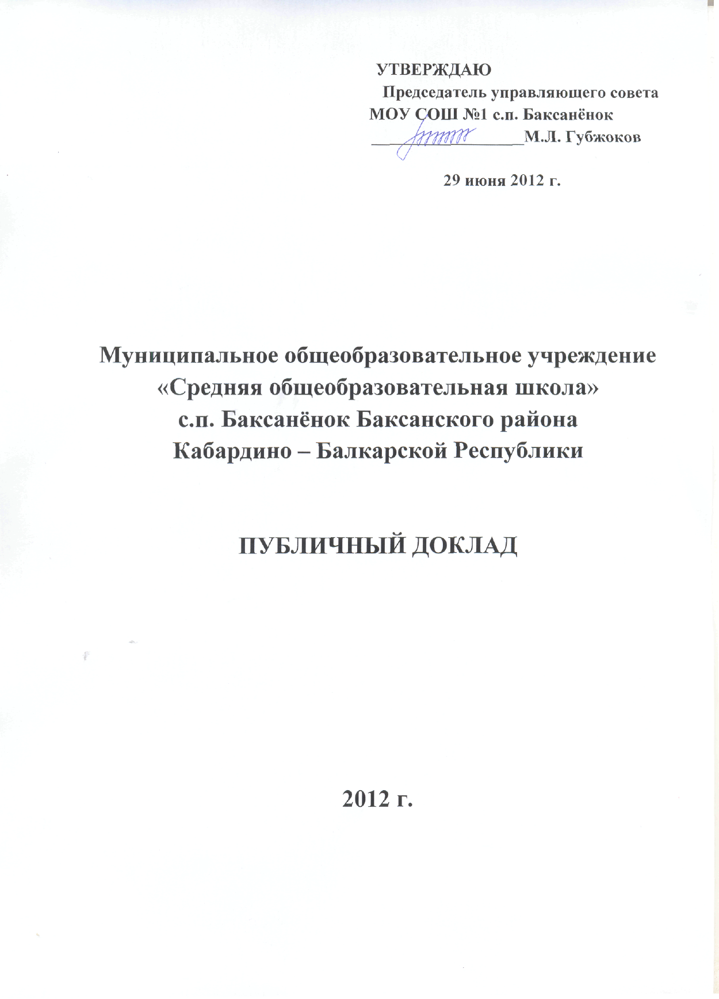 УТВЕРЖДАЮ
Председатель управляющего совета
МОУ СОШ №1 с.п. Баксанёнок
___________________М.Л. Губжоков
29 июня 2012 г.
Муниципальное общеобразовательное учреждение
«Средняя общеобразовательная школа»
с.п. Баксанёнок Баксанского района
Кабардино – Балкарской Республики
ПУБЛИЧНЫЙ ДОКЛАД
2012 г.